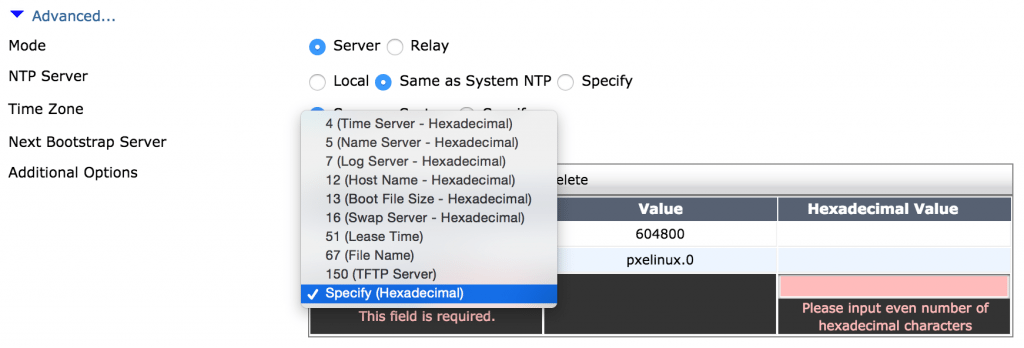 Advanced...
Mode
Server Relay
NTP Server
Local Same as System NTP Specify
Time Zone
Next Bootstrap Server
Additional Options
4 (Time Server - Hexadecimal)
5 (Name Server - Hexadecimal)
7 (Log Server - Hexadecimal)
12 (Host Name - Hexadecimal)
13 (Boot File Size - Hexadecimal)
16 (Swap Server - Hexadecimal)
51 (Lease Time)
67 (File Name)
150 (TFTP Server)
Specify (Hexadecimal)
elete
Value Hexadecimal Value
604800
pxelinux.0
This field is required.
Please input even number of
hexadecimal characters